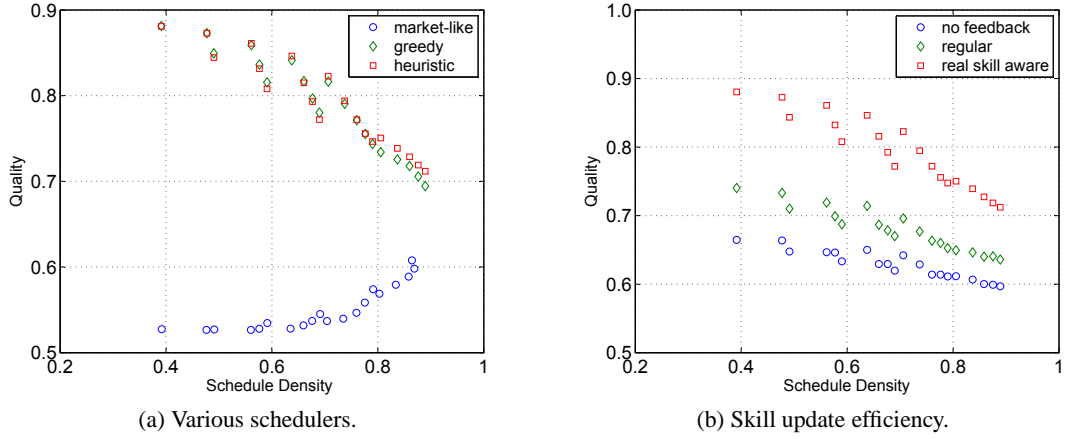 0.9
0.8
0.7
0.6
0.5
0.2
0.4
0.6
0.8
1
Quality
Schedule Density
market-like
greedy
heuristic
(a) Various schedulers.
1.0
0.9
0.8
0.7
0.6
0.5
0.2
0.4
0.6
0.8
1
Quality
Schedule Density
no feedback
regular
real skill aware
(b) Skill update efficiency.